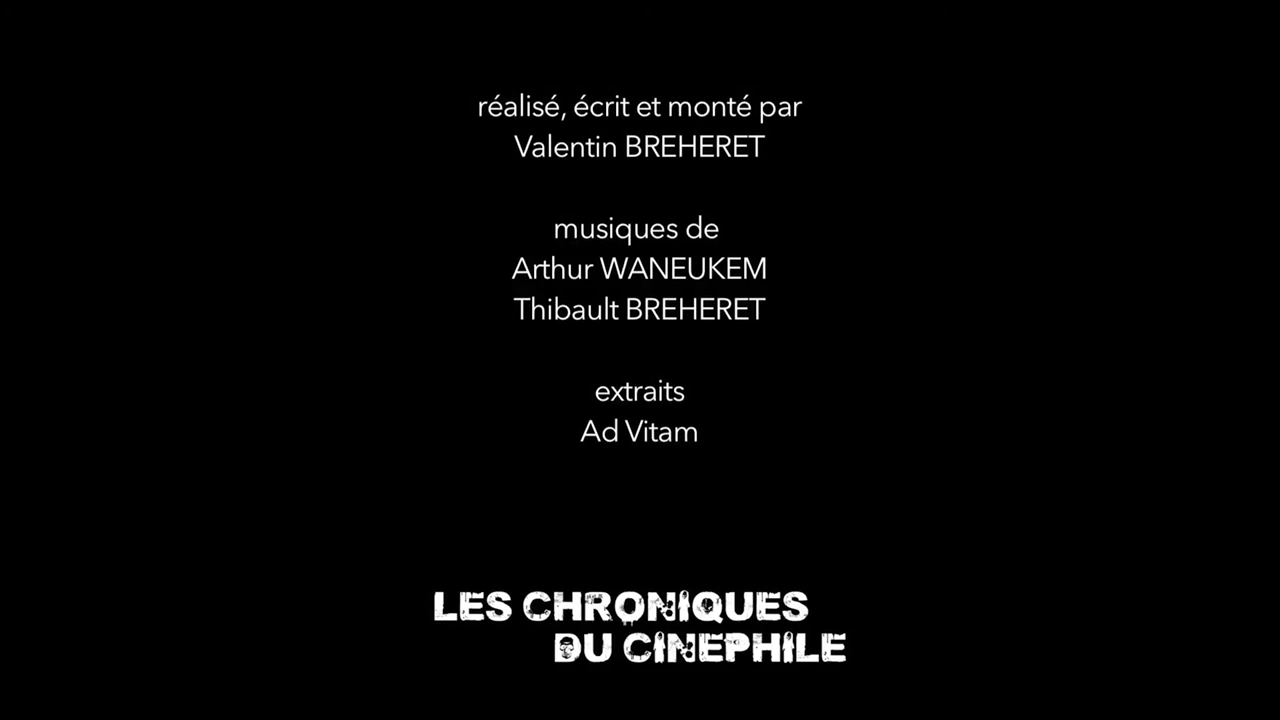 réalisé, écrit et monté par
Valentin BREHERET
musiques de
Arthur WANEUKEM
Thibault BREHERET
extraits
Ad Vitam
LES CHRONIQUES
DU CINEPHILE